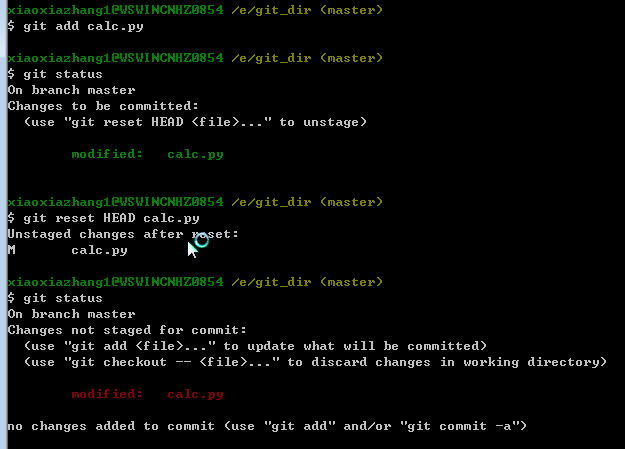 xiaoxiazhang1@WSWINCNHZ0854 /e/git_dir (master)
$ git add calc.py
xiaoxiazhang1@WSWINCNHZ0854 /e/git_dir (master)
$ git status
On branch master
Changes to be committed:
  (use "git reset HEAD <file>..." to unstage)
        modified:   calc.py
xiaoxiazhang1@WSWINCNHZ0854 /e/git_dir (master)
$ git reset HEAD calc.py
Unstaged changes after reset:
M       calc.py
xiaoxiazhang1@WSWINCNHZ0854 /e/git_dir (master)
$ git status
On branch master
Changes not staged for commit:
  (use "git add <file>..." to update what will be committed)
  (use "git checkout -- <file>..." to discard changes in working directory)
        modified:   calc.py
no changes added to commit (use "git add" and/or "git commit -a")